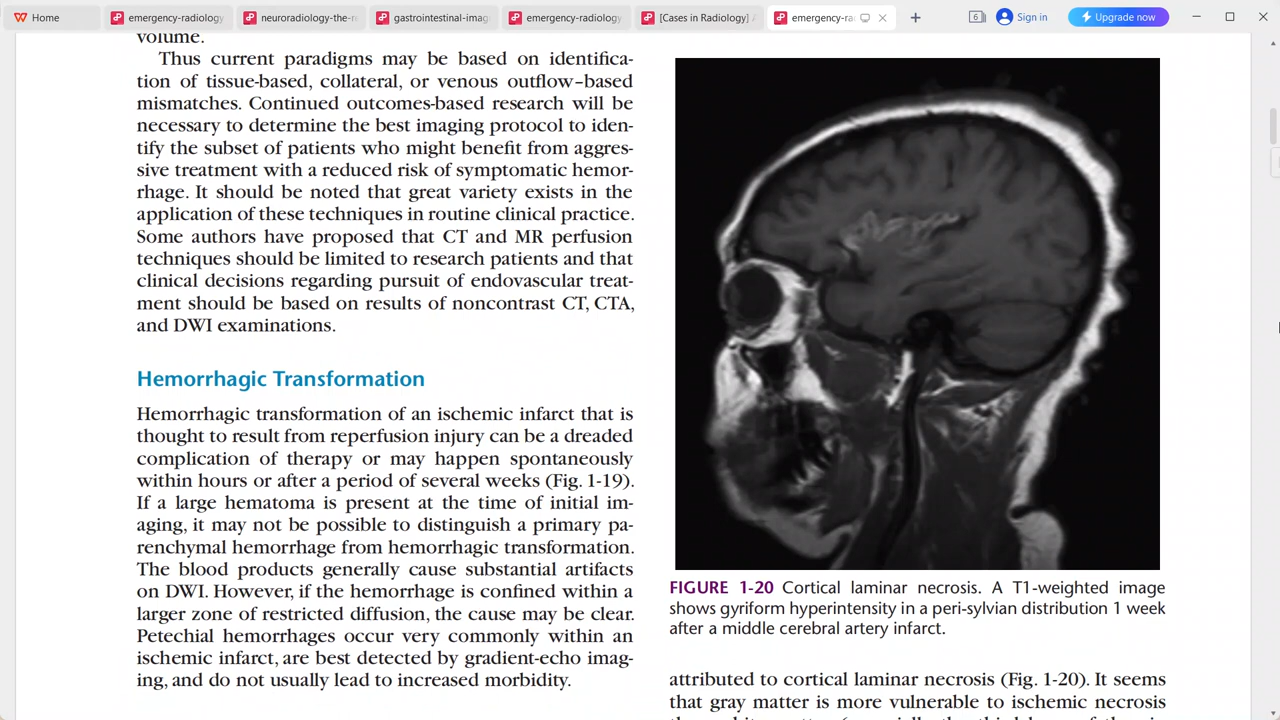 Home
emergency-radiology
neuroradiology-the-r
gastrointestinal-imag
emergency-radiology
[Cases in Radiology]
emergency-ra
6
Sign in
Upgrade now
volume.
Thus current paradigms may be based on identifica-
tion of tissue-based, collateral, or venous outflow–based
mismatches. Continued outcomes-based research will be
necessary to determine the best imaging protocol to iden-
tify the subset of patients who might benefit from aggres-
sive treatment with a reduced risk of symptomatic hemor-
rhage. It should be noted that great variety exists in the
application of these techniques in routine clinical practice.
Some authors have proposed that CT and MR perfusion
techniques should be limited to research patients and that
clinical decisions regarding pursuit of endovascular treat-
ment should be based on results of noncontrast CT, CTA,
and DWI examinations.
Hemorrhagic Transformation
Hemorrhagic transformation of an ischemic infarct that is
thought to result from reperfusion injury can be a dreaded
complication of therapy or may happen spontaneously
within hours or after a period of several weeks (Fig. 1-19).
If a large hematoma is present at the time of initial im-
aging, it may not be possible to distinguish a primary pa-
renchymal hemorrhage from hemorrhagic transformation.
The blood products generally cause substantial artifacts
on DWI. However, if the hemorrhage is confined within a
larger zone of restricted diffusion, the cause may be clear.
Petechial hemorrhages occur very commonly within an
ischemic infarct, are best detected by gradient-echo imag-
ing, and do not usually lead to increased morbidity.
FIGURE 1-20 Cortical laminar necrosis. A T1-weighted image
shows gyriform hyperintensity in a peri-sylvian distribution 1 week
after a middle cerebral artery infarct.
attributed to cortical laminar necrosis (Fig. 1-20). It seems
that gray matter is more vulnerable to ischemic necrosis